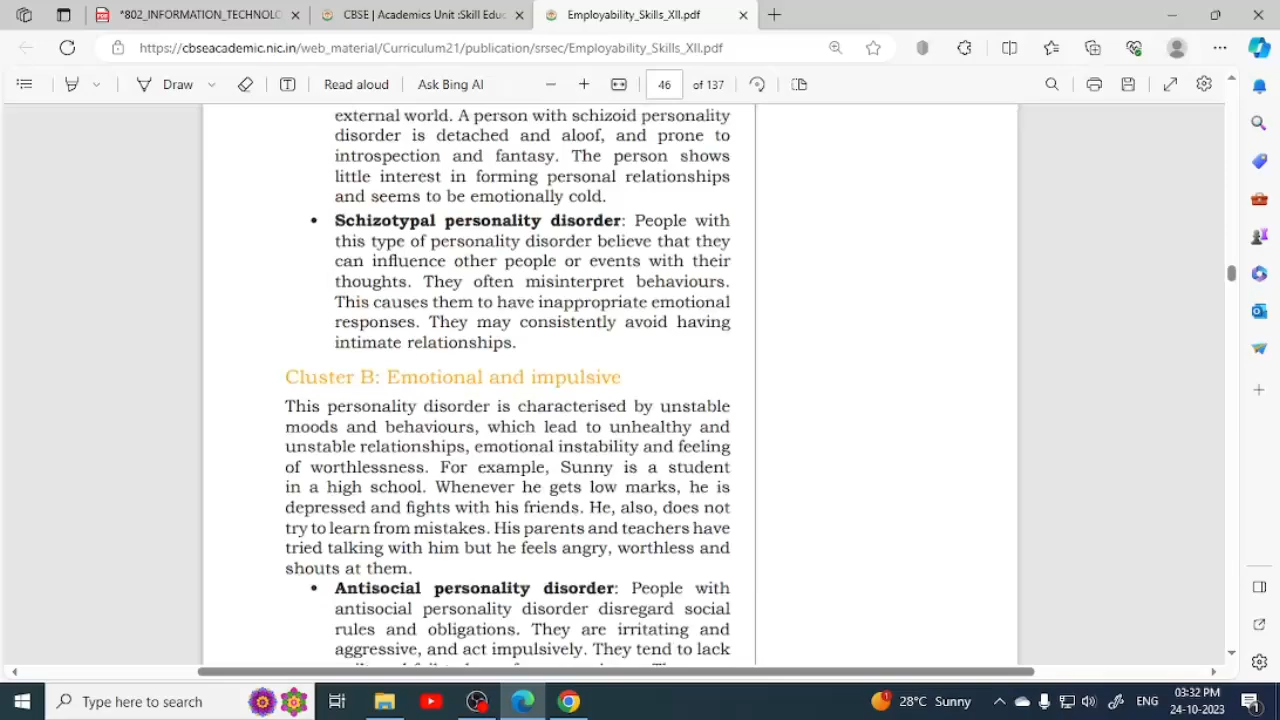 *802_INFORMATION_TECHNOLO
CBSE | Academics Unit :Skill Educ
Employability_Skills_XII.pdf
https://cbseacademic.nic.in/web_material/Curriculum21/publication/srsec/Employability_Skills_XII.pdf
Draw
Read aloud
Ask Bing AI
46 of 137
external world. A person with schizoid personality
disorder is detached and aloof, and prone to
introspection and fantasy. The person shows
little interest in forming personal relationships
and seems to be emotionally cold.
• Schizotypal personality disorder: People with
this type of personality disorder believe that they
can influence other people or events with their
thoughts. They often misinterpret behaviours.
This causes them to have inappropriate emotional
responses. They may consistently avoid having
intimate relationships.
Cluster B: Emotional and impulsive
This personality disorder is characterised by unstable
moods and behaviours, which lead to unhealthy and
unstable relationships, emotional instability and feeling
of worthlessness. For example, Sunny is a student
in a high school. Whenever he gets low marks, he is
depressed and fights with his friends. He, also, does not
try to learn from mistakes. His parents and teachers have
tried talking with him but he feels angry, worthless and
shouts at them.
• Antisocial personality disorder: People with
antisocial personality disorder disregard social
rules and obligations. They are irritating and
aggressive, and act impulsively. They tend to lack
Type here to search
1
28°C Sunny
ENG
03:32 PM
24-10-2023
1